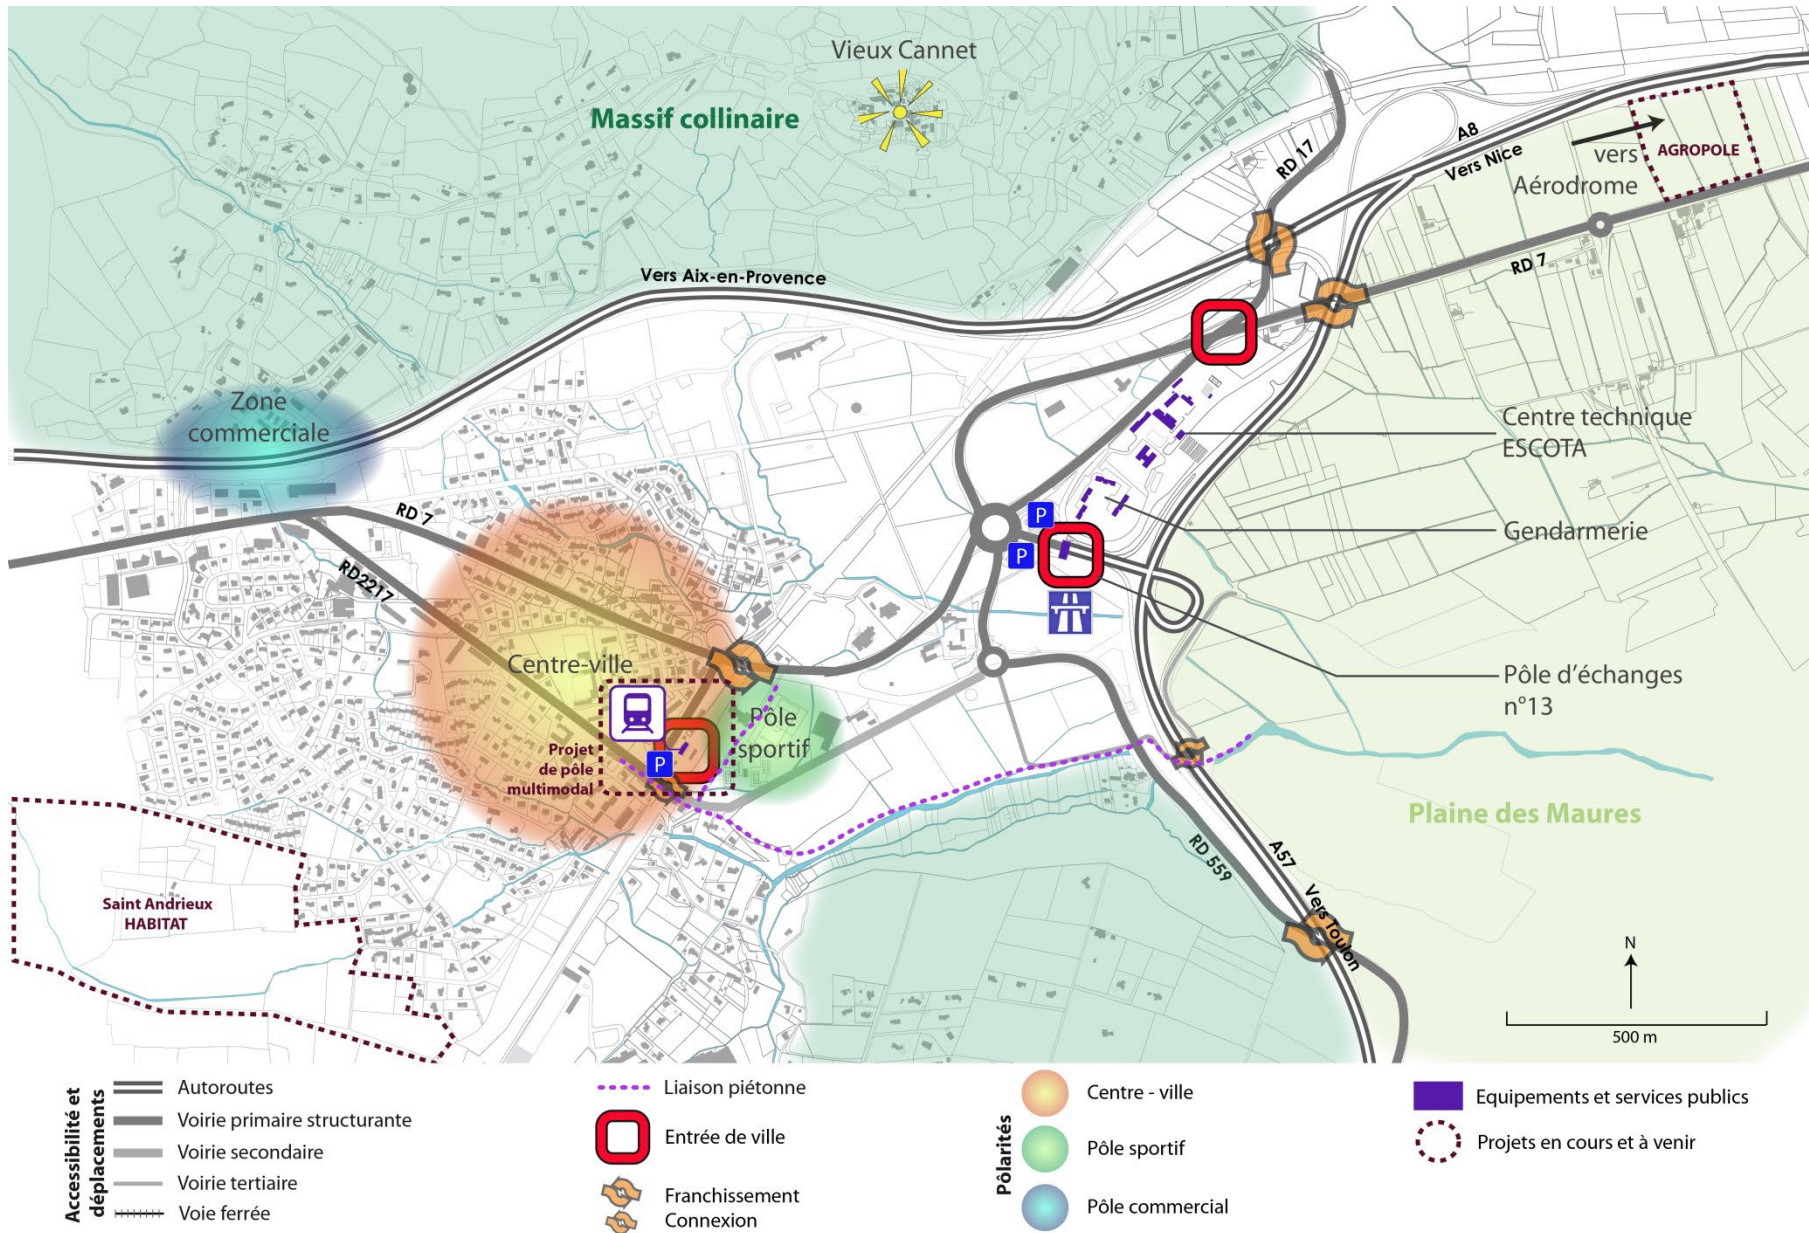 Vieux Cannet
Massif collinaire
RD 17
A8
Vers Nice
vers
Aérodrome
AGROPOLE
RD 7
Vers Aix-en-Provence
Zone
commerciale
Centre technique
ESCOTA
P
Gendarmerie
P
RD 7
RD2217
Centre-ville
Pôle d'échanges
n°13
Pôle
sportif
P
Projet
de pôle
multimodal
Plaine des Maures
RD 559
A57
Vers Toulon
Saint Andrieux
HABITAT
N
500 m
Accessibilité et
déplacements
Autoroutes
Voirie primaire structurante
Voirie secondaire
Voirie tertiaire
Voie ferrée
Liaison piétonne
Entrée de ville
Franchissement
Connexion
Pôlarités
Centre - ville
Pôle sportif
Pôle commercial
Equipements et services publics
Projets en cours et à venir